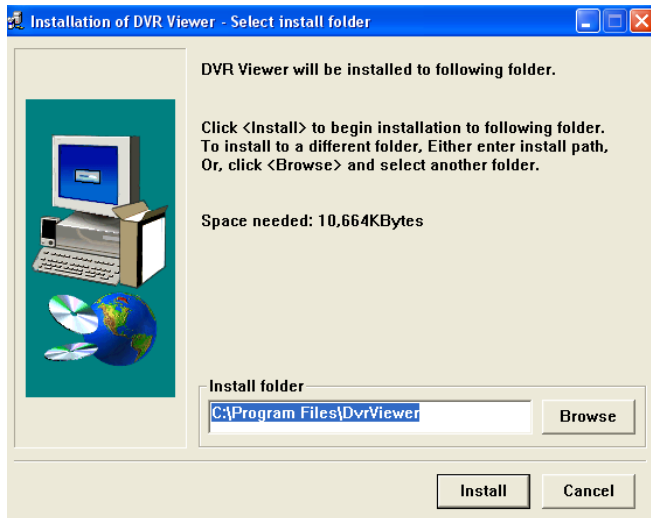 Installation of DVR Viewer - Select install folder
DVR Viewer will be installed to following folder.
Click <Install> to begin installation to following folder.
To install to a different folder, Either enter install path,
Or, click <Browse> and select another folder.
Space needed: 10,664KBytes
Install folder
C:\Program Files\DvrViewer
Browse
Install
Cancel